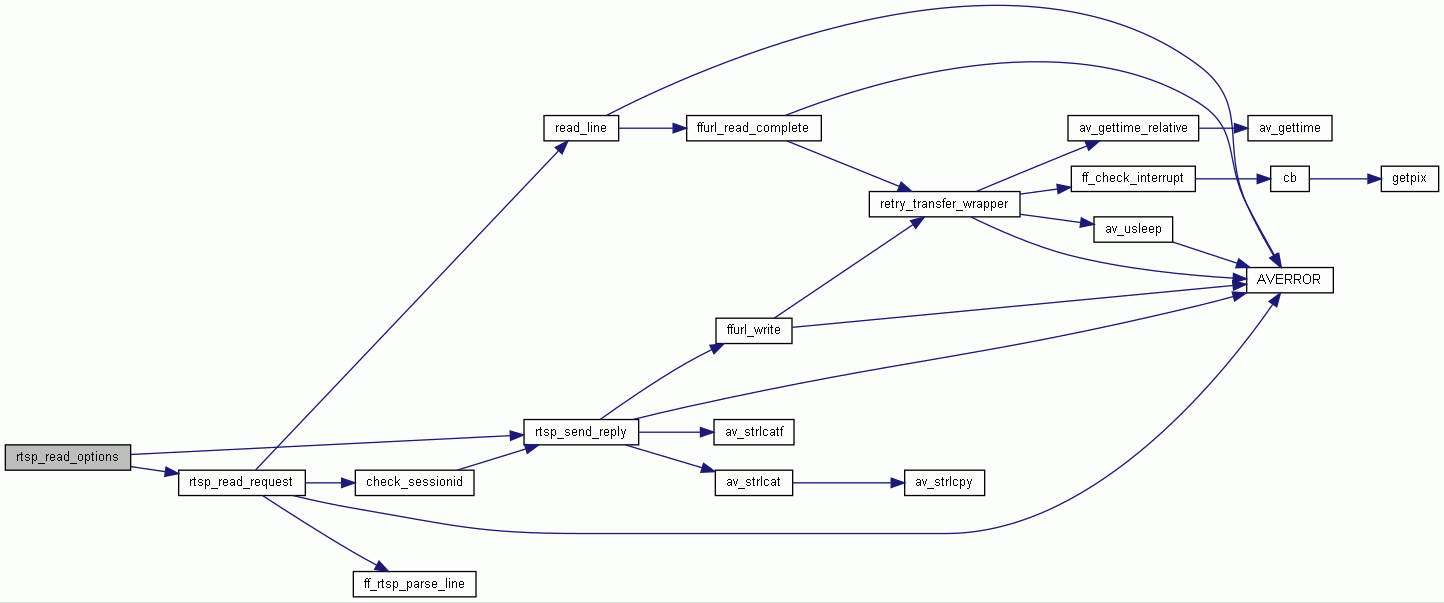 read_line
ffurl_read_complete
av_gettime_relative
av_gettime
ff_check_interrupt
cb
getpix
retry_transfer_wrapper
av_usleep
AVERROR
ffurl_write
rtsp_send_reply
av_strlcatf
rtsp_read_options
rtsp_read_request
check_sessionid
av_strlcat
av_strlcpy
ff_rtsp_parse_line